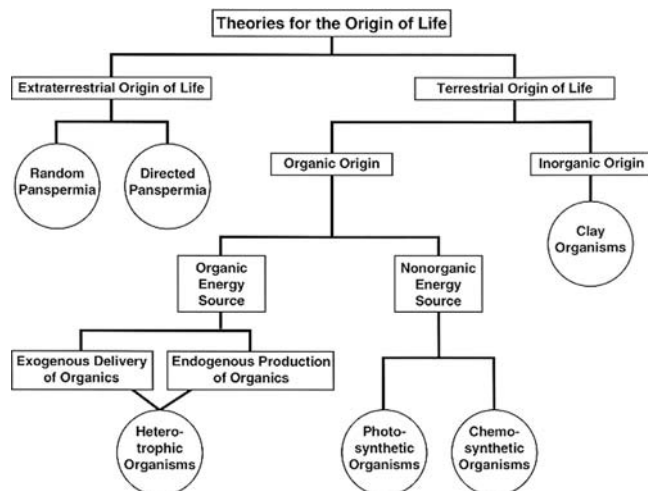 Theories for the Origin of Life
Extraterrestrial Origin of Life
Terrestrial Origin of Life
Random
Panspermia
Directed
Panspermia
Organic Origin
Inorganic Origin
Clay
Organisms
Organic
Energy
Source
Nonorganic
Energy
Source
Exogenous Delivery
of Organics
Endogenous Production
of Organics
Hetero-
trophic
Organisms
Photo-
synthetic
Organisms
Chemo-
synthetic
Organisms